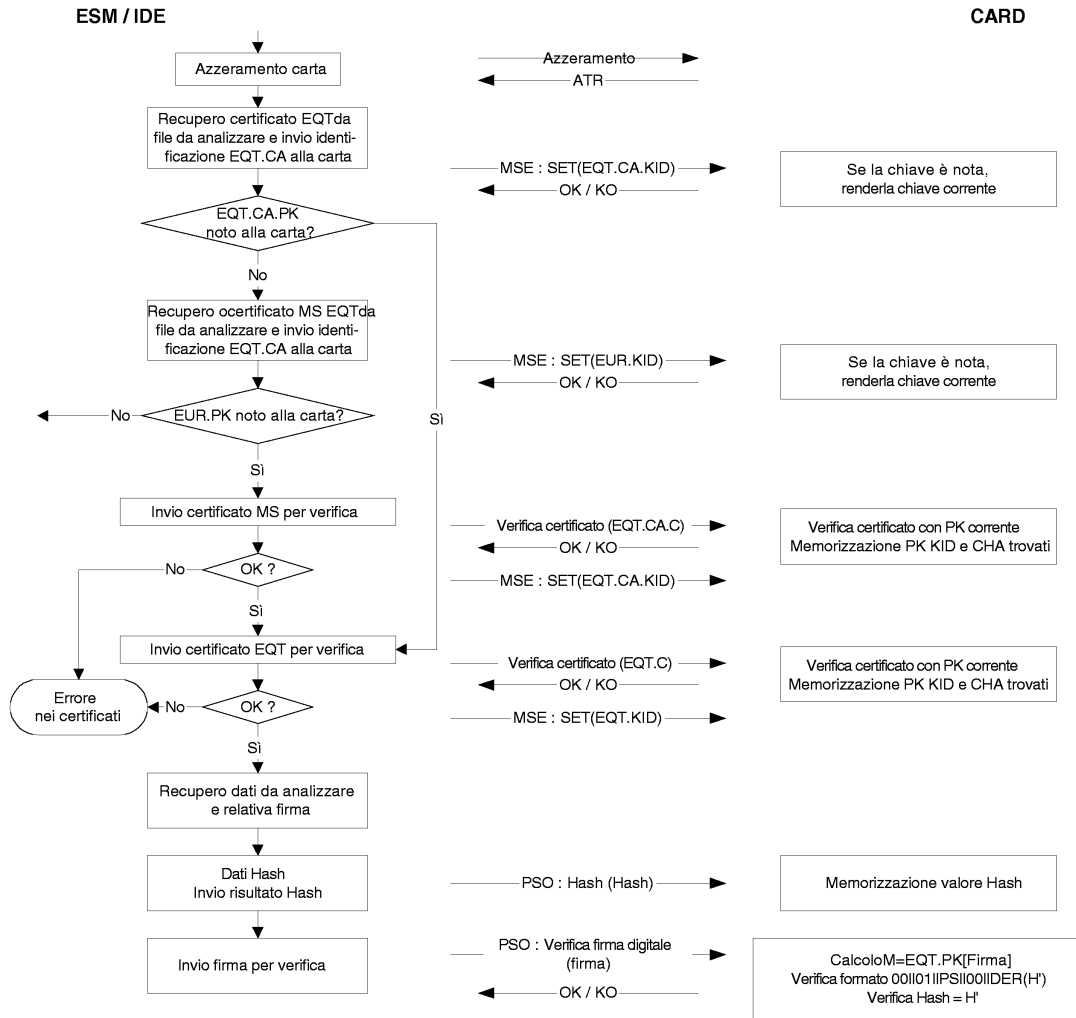 ESM / IDE
CARD
Azzeramento carta
Azzeramento
ATR
Recupero certificato EQTda
file da analizzare e invio identi-
ficazione EQT.CA alla carta
MSE : SET(EQT.CA.KID)
OK / KO
Se la chiave è nota,
renderla chiave corrente
EQT.CA.PK
noto alla carta?
No
Recupero ocertificato MS EQTda
file da analizzare e invio identi-
ficazione EQT.CA alla carta
MSE : SET(EUR.KID)
OK / KO
Se la chiave è nota,
renderla chiave corrente
No
EUR.PK noto alla carta?
Sì
Sì
Invio certificato MS per verifica
Verifica certificato (EQT.CA.C)
OK / KO
Verifica certificato con PK corrente
Memorizzazione PK KID e CHA trovati
No
OK ?
MSE : SET(EQT.CA.KID)
Sì
Invio certificato EQT per verifica
Verifica certificato (EQT.C)
OK / KO
Verifica certificato con PK corrente
Memorizzazione PK KID e CHA trovati
Errore
nei certificati
No
OK ?
MSE : SET(EQT.KID)
Sì
Recupero dati da analizzare
e relativa firma
Dati Hash
Invio risultato Hash
PSO : Hash (Hash)
Memorizzazione valore Hash
Invio firma per verifica
PSO : Verifica firma digitale
(firma)
OK / KO
CalcoloM=EQT.PK[Firma]
Verifica formato 00II01IIPSII00IIDER(H')
Verifica Hash = H'